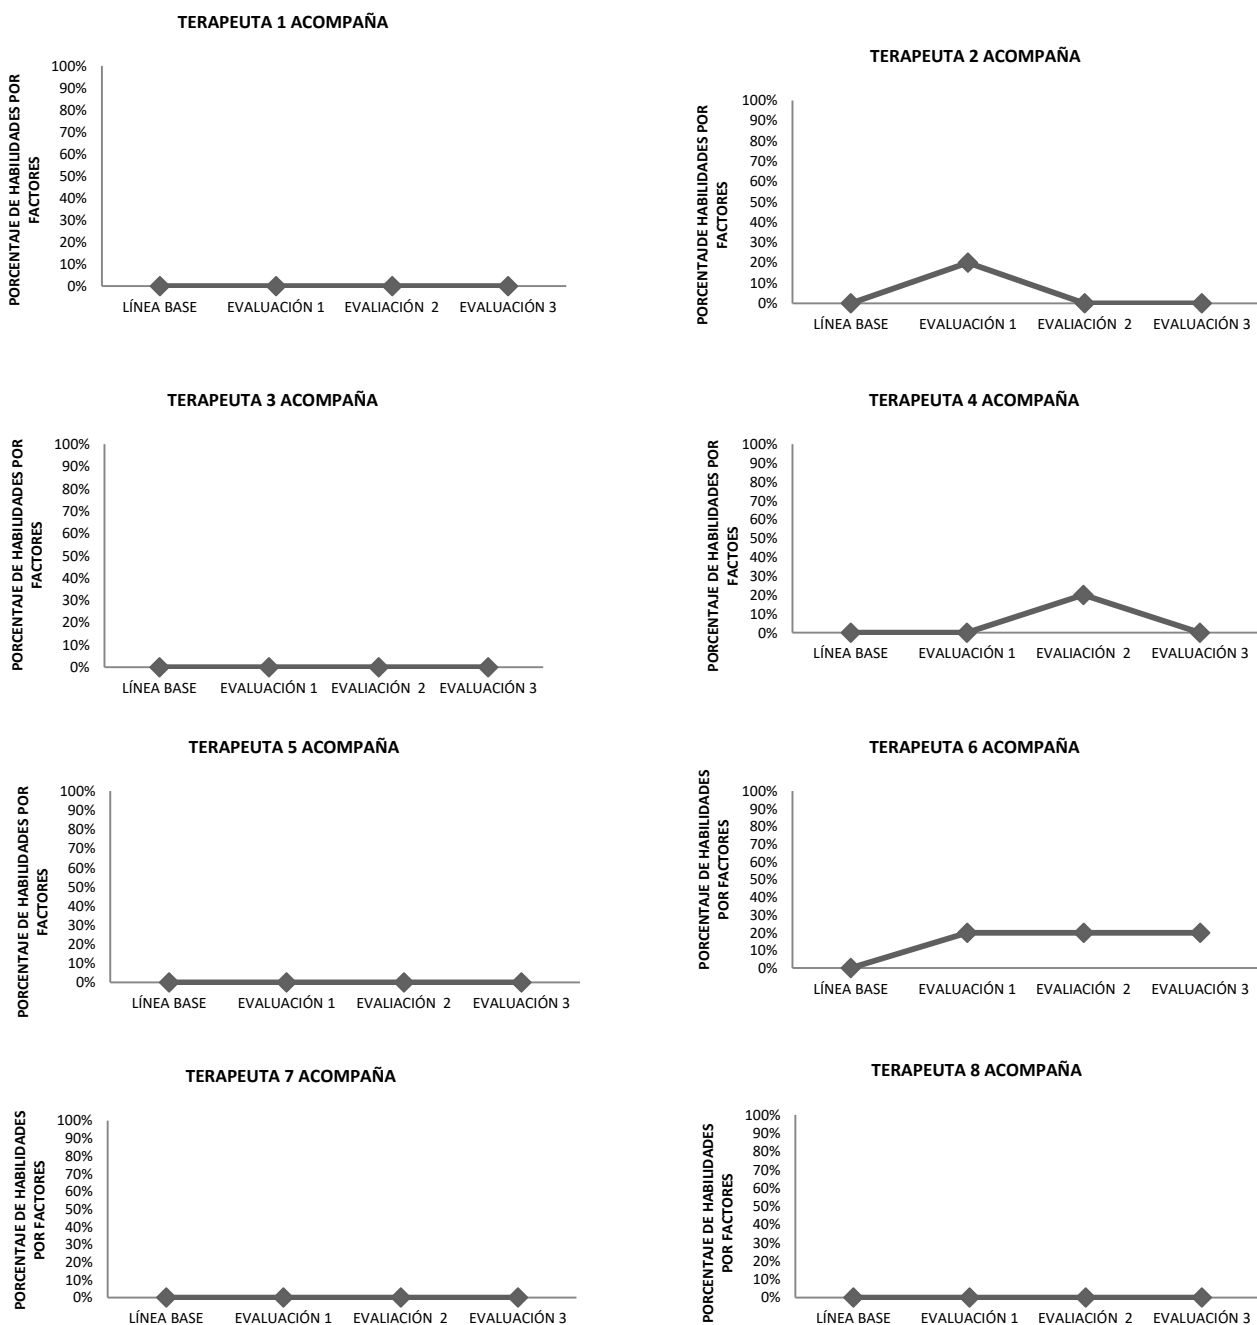 TERAPEUTA 1 ACOMPAÑA
PORCENTAJE DE HABILIDADES POR
FACTORES
100%
90%
80%
70%
60%
50%
40%
30%
20%
10%
0%
LÍNEA BASE EVALUACIÓN 1 EVALIACIÓN 2 EVALUACIÓN 3
TERAPEUTA 2 ACOMPAÑA
PORCENTAJDE HABILIDADES POR
FACTORES
100%
90%
80%
70%
60%
50%
40%
30%
20%
10%
0%
LÍNEA BASE EVALUACIÓN 1 EVALIACIÓN 2 EVALUACIÓN 3
TERAPEUTA 3 ACOMPAÑA
PORCENTAJE DE HABILIDADES POR
FACTORES
100%
90%
80%
70%
60%
50%
40%
30%
20%
10%
0%
LÍNEA BASE EVALUACIÓN 1 EVALIACIÓN 2 EVALUACIÓN 3
TERAPEUTA 4 ACOMPAÑA
PORCENTAJE DE HABILIDADES POR
FACTOES
100%
90%
80%
70%
60%
50%
40%
30%
20%
10%
0%
LÍNEA BASE EVALUACIÓN 1 EVALIACIÓN 2 EVALUACIÓN 3
TERAPEUTA 5 ACOMPAÑA
PORCENTAJE DE HABILIDADES POR
FACTORES
100%
90%
80%
70%
60%
50%
40%
30%
20%
10%
0%
LÍNEA BASE EVALUACIÓN 1 EVALIACIÓN 2 EVALUACIÓN 3
TERAPEUTA 6 ACOMPAÑA
PORCENTAJE DE HABILIDADES
POR FACTORES
100%
90%
80%
70%
60%
50%
40%
30%
20%
10%
0%
LÍNEA BASE EVALUACIÓN 1 EVALIACIÓN 2 EVALUACIÓN 3
TERAPEUTA 7 ACOMPAÑA
PORCENTAJE DE HABILIDADES
POR FACTORES
100%
90%
80%
70%
60%
50%
40%
30%
20%
10%
0%
LÍNEA BASE EVALUACIÓN 1 EVALIACIÓN 2 EVALUACIÓN 3
TERAPEUTA 8 ACOMPAÑA
PORCENTAJE DE HABILIDADES
POR FACTORES
100%
90%
80%
70%
60%
50%
40%
30%
20%
10%
0%
LÍNEA BASE EVALUACIÓN 1 EVALIACIÓN 2 EVALUACIÓN 3